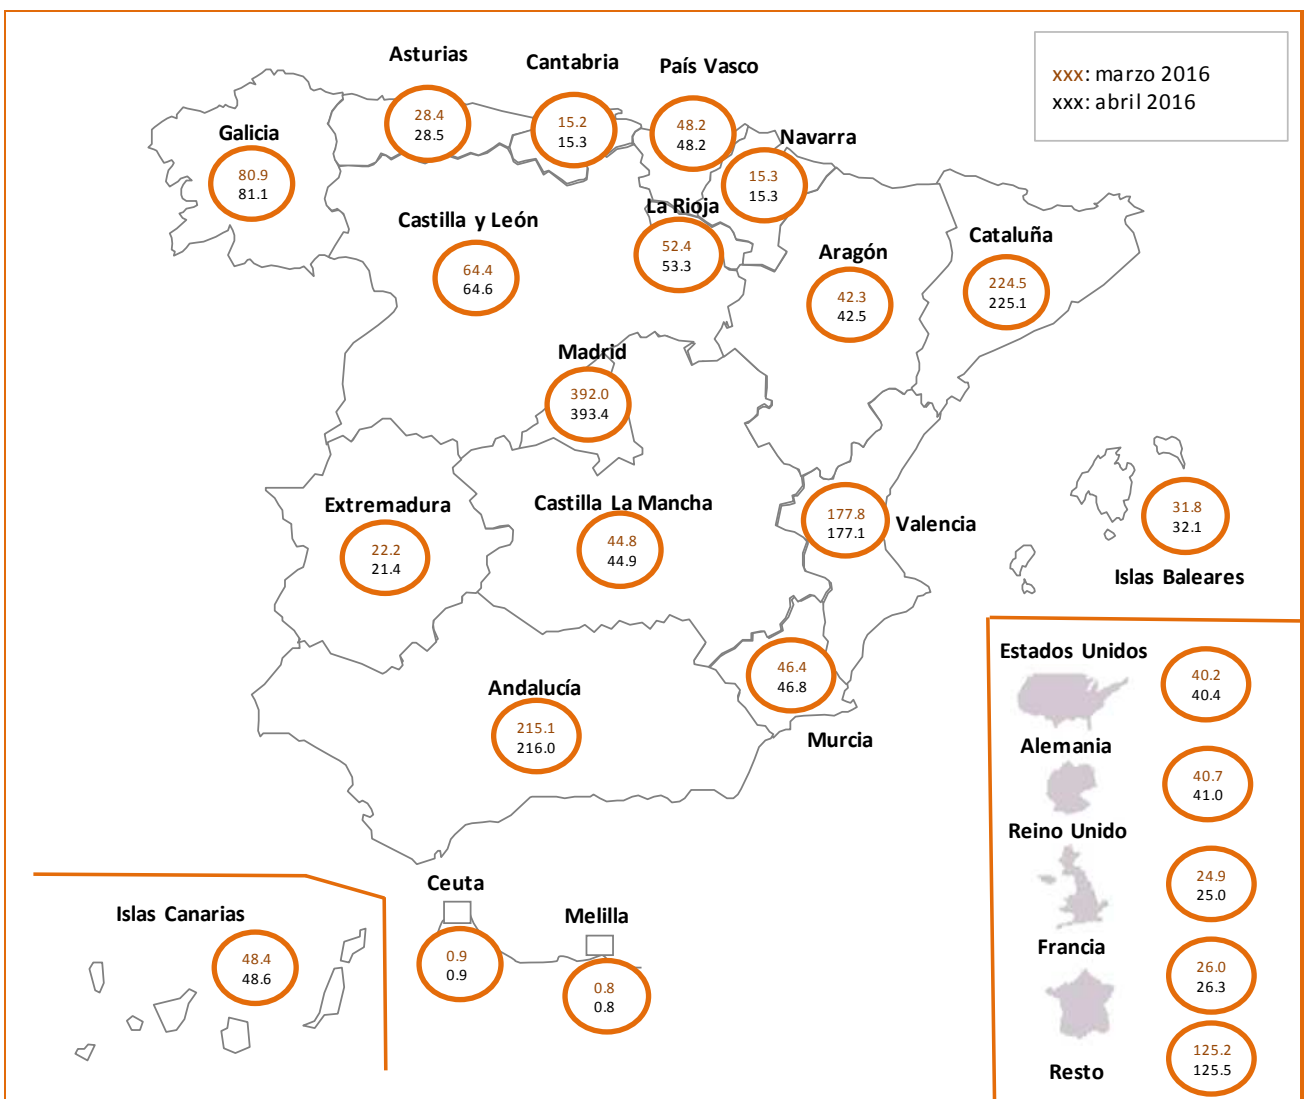 xxx: marzo 2016
xxx: abril 2016
Asturias
28.4
28.5
Cantabria
15.2
15.3
País Vasco
48.2
48.2
Navarra
15.3
15.3
Galicia
80.9
81.1
Castilla y León
64.4
64.6
La Rioja
52.4
53.3
Aragón
42.3
42.5
Cataluña
224.5
225.1
Madrid
392.0
393.4
Extremadura
22.2
21.4
Castilla La Mancha
44.8
44.9
177.8
177.1
Valencia
31.8
32.1
Islas Baleares
Andalucía
215.1
216.0
46.4
46.8
Murcia
Estados Unidos
40.2
40.4
Alemania
40.7
41.0
Reino Unido
24.9
25.0
Francia
26.0
26.3
Resto
125.2
125.5
Islas Canarias
48.4
48.6
Ceuta
0.9
0.9
Melilla
0.8
0.8